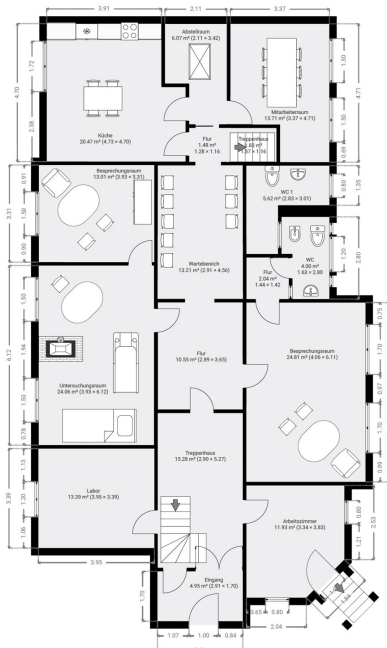 3.91
2.11
3.37
Abstellraum
6.07 m² (2.11 × 3.42)
Mitarbeiterraum
13.71 m² (3.37 × 4.71)
1.72
4.70
2.38
1.50
4.71
1.50
0.69
Küche
20.47 m² (4.73 × 4.70)
Flur
1.48 m²
1.28 × 1.16
Treppenhaus
Besprechungsraum
13.01 m² (3.93 × 3.31)
0.91
3.31
1.50
0.90
WC 1
5.62 m² (2.83 × 3.01)
0.80
1.35
Wartebereich
13.21 m² (2.91 × 4.56)
WC
4.00 m²
1.63 × 2.80
1.20
2.80
Flur
2.04 m²
1.44 × 1.42
1.50
6.12
1.94
1.50
0.78
Untersuchungsraum
24.06 m² (3.93 × 6.12)
Flur
10.55 m² (2.89 × 3.65)
Besprechungsraum
24.81 m² (4.06 × 6.11)
0.75
1.70
0.97
1.70
0.99
Treppenhaus
15.28 m² (2.90 × 5.27)
1.13
3.39
1.20
1.06
Labor
13.39 m² (3.95 × 3.39)
Arbeitszimmer
11.93 m² (3.34 × 3.83)
0.80
2.53
1.21
3.95
Eingang
4.95 m² (2.91 × 1.70)
1.70
0.65
0.80
2.04
1.07
1.00
0.84